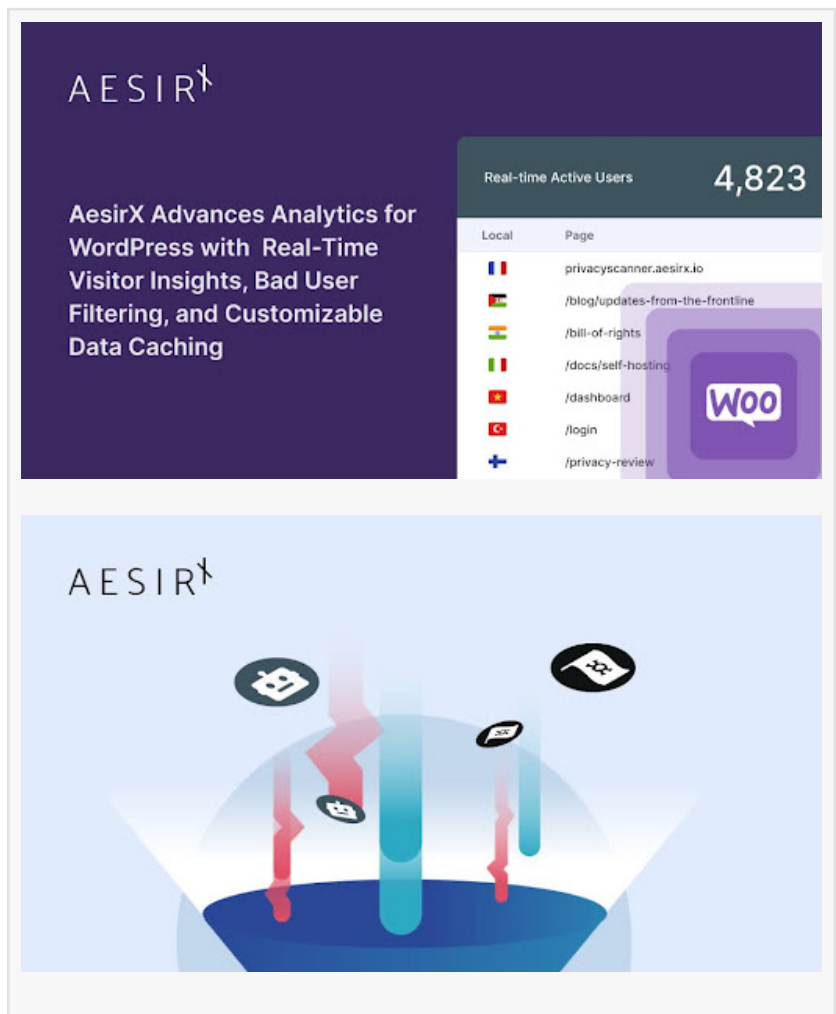 AESIRX
AesirX Advances Analytics for
WordPress with Real-Time
Visitor Insights, Bad User
Filtering, and Customizable
Data Caching
Real-time Active Users 4,823
Local Page
privacyscanner.aesirx.io
/blog/updates-from-the-frontline
/bill-of-rights
/docs/self-hosting
/dashboard
/login
/privacy-review
Woo
AESIRX